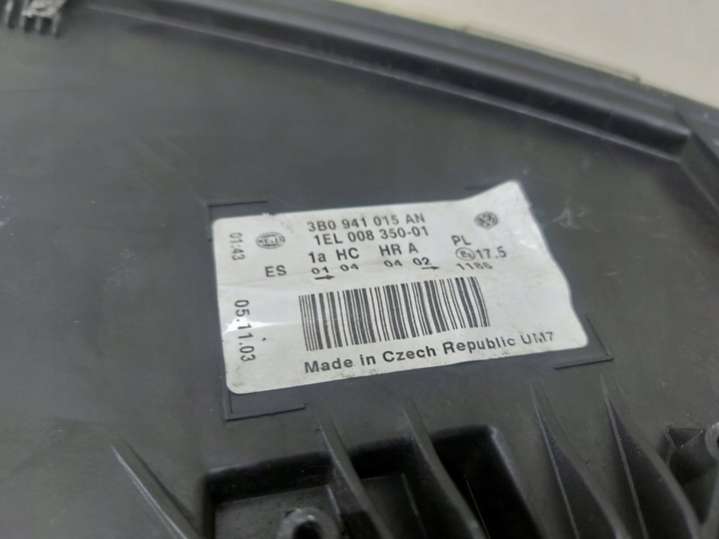 3B0 941 015 AN
1EL 008 350-01
1a HC HR A PL
ES 01 04 04 02 17.5
1186
Made in Czech Republic UM7
01:43
05.11.03